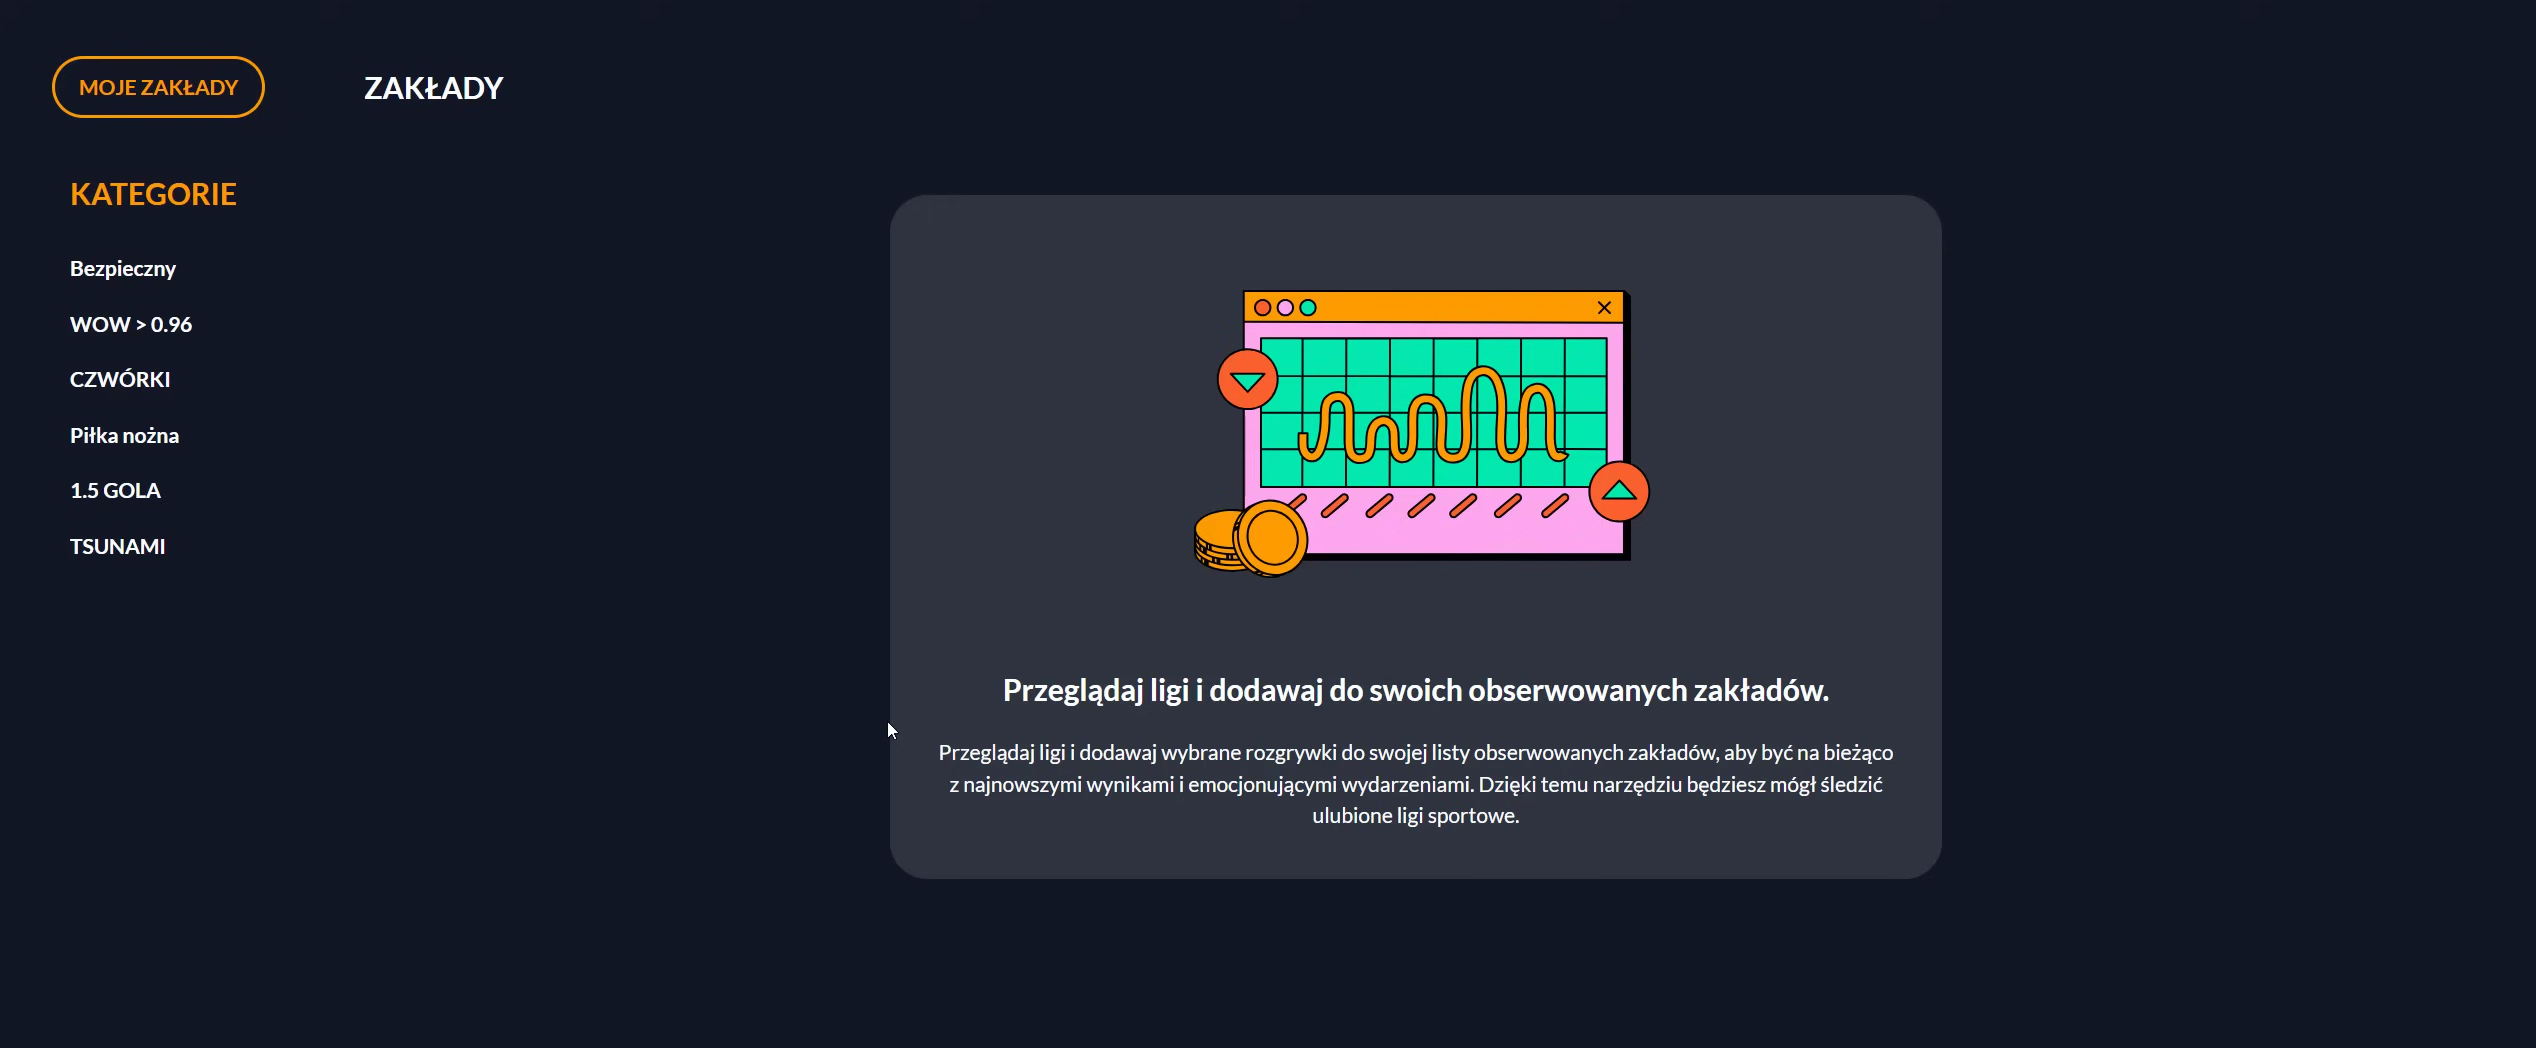 MOJE ZAKŁADY
ZAKŁADY
KATEGORIE
Bezpieczny
WOW > 0.96
CZWÓRKI
Piłka nożna
1.5 GOLA
TSUNAMI
Przeglądaj ligi i dodawaj do swoich obserwowanych zakładów.
Przeglądaj ligi i dodawaj wybrane rozgrywki do swojej listy obserwowanych zakładów, aby być na bieżąco
z najnowszymi wynikami i emocjonującymi wydarzeniami. Dzięki temu narzędziu będziesz mógł śledzić
ulubione ligi sportowe.